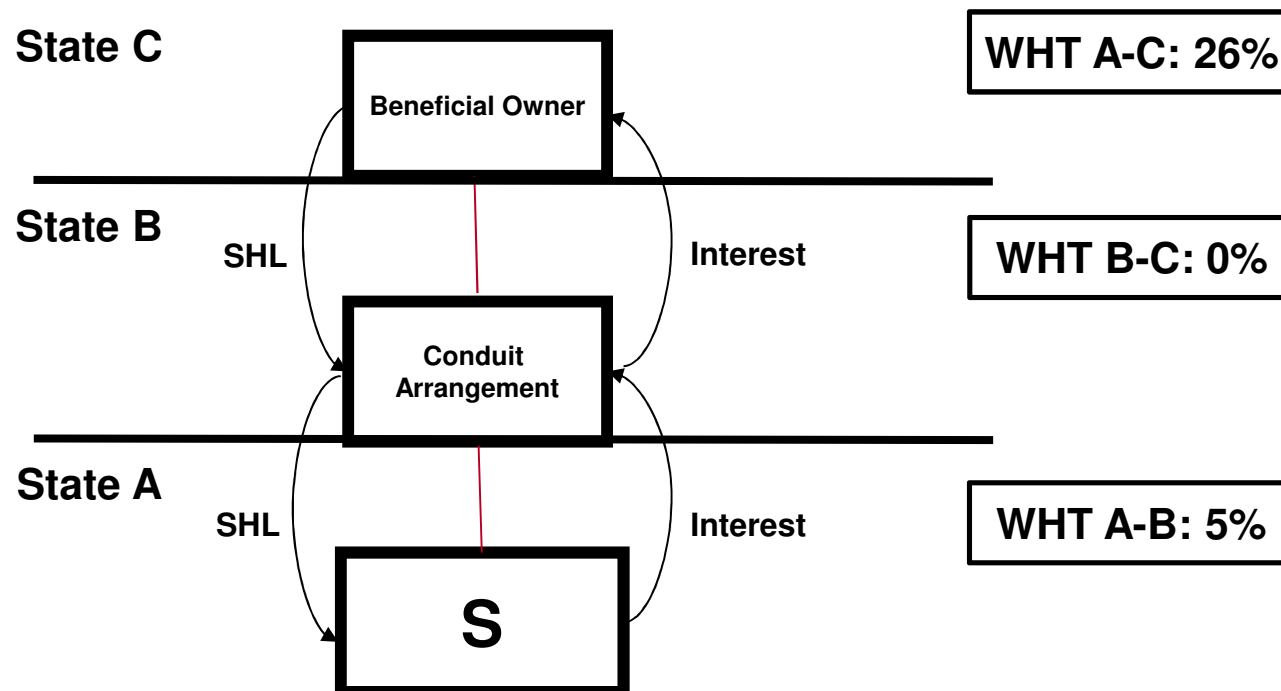 State C
WHT A-C: 26%
Beneficial Owner
State B
SHL
Interest
WHT B-C: 0%
Conduit
Arrangement
State A
SHL
Interest
WHT A-B: 5%
S